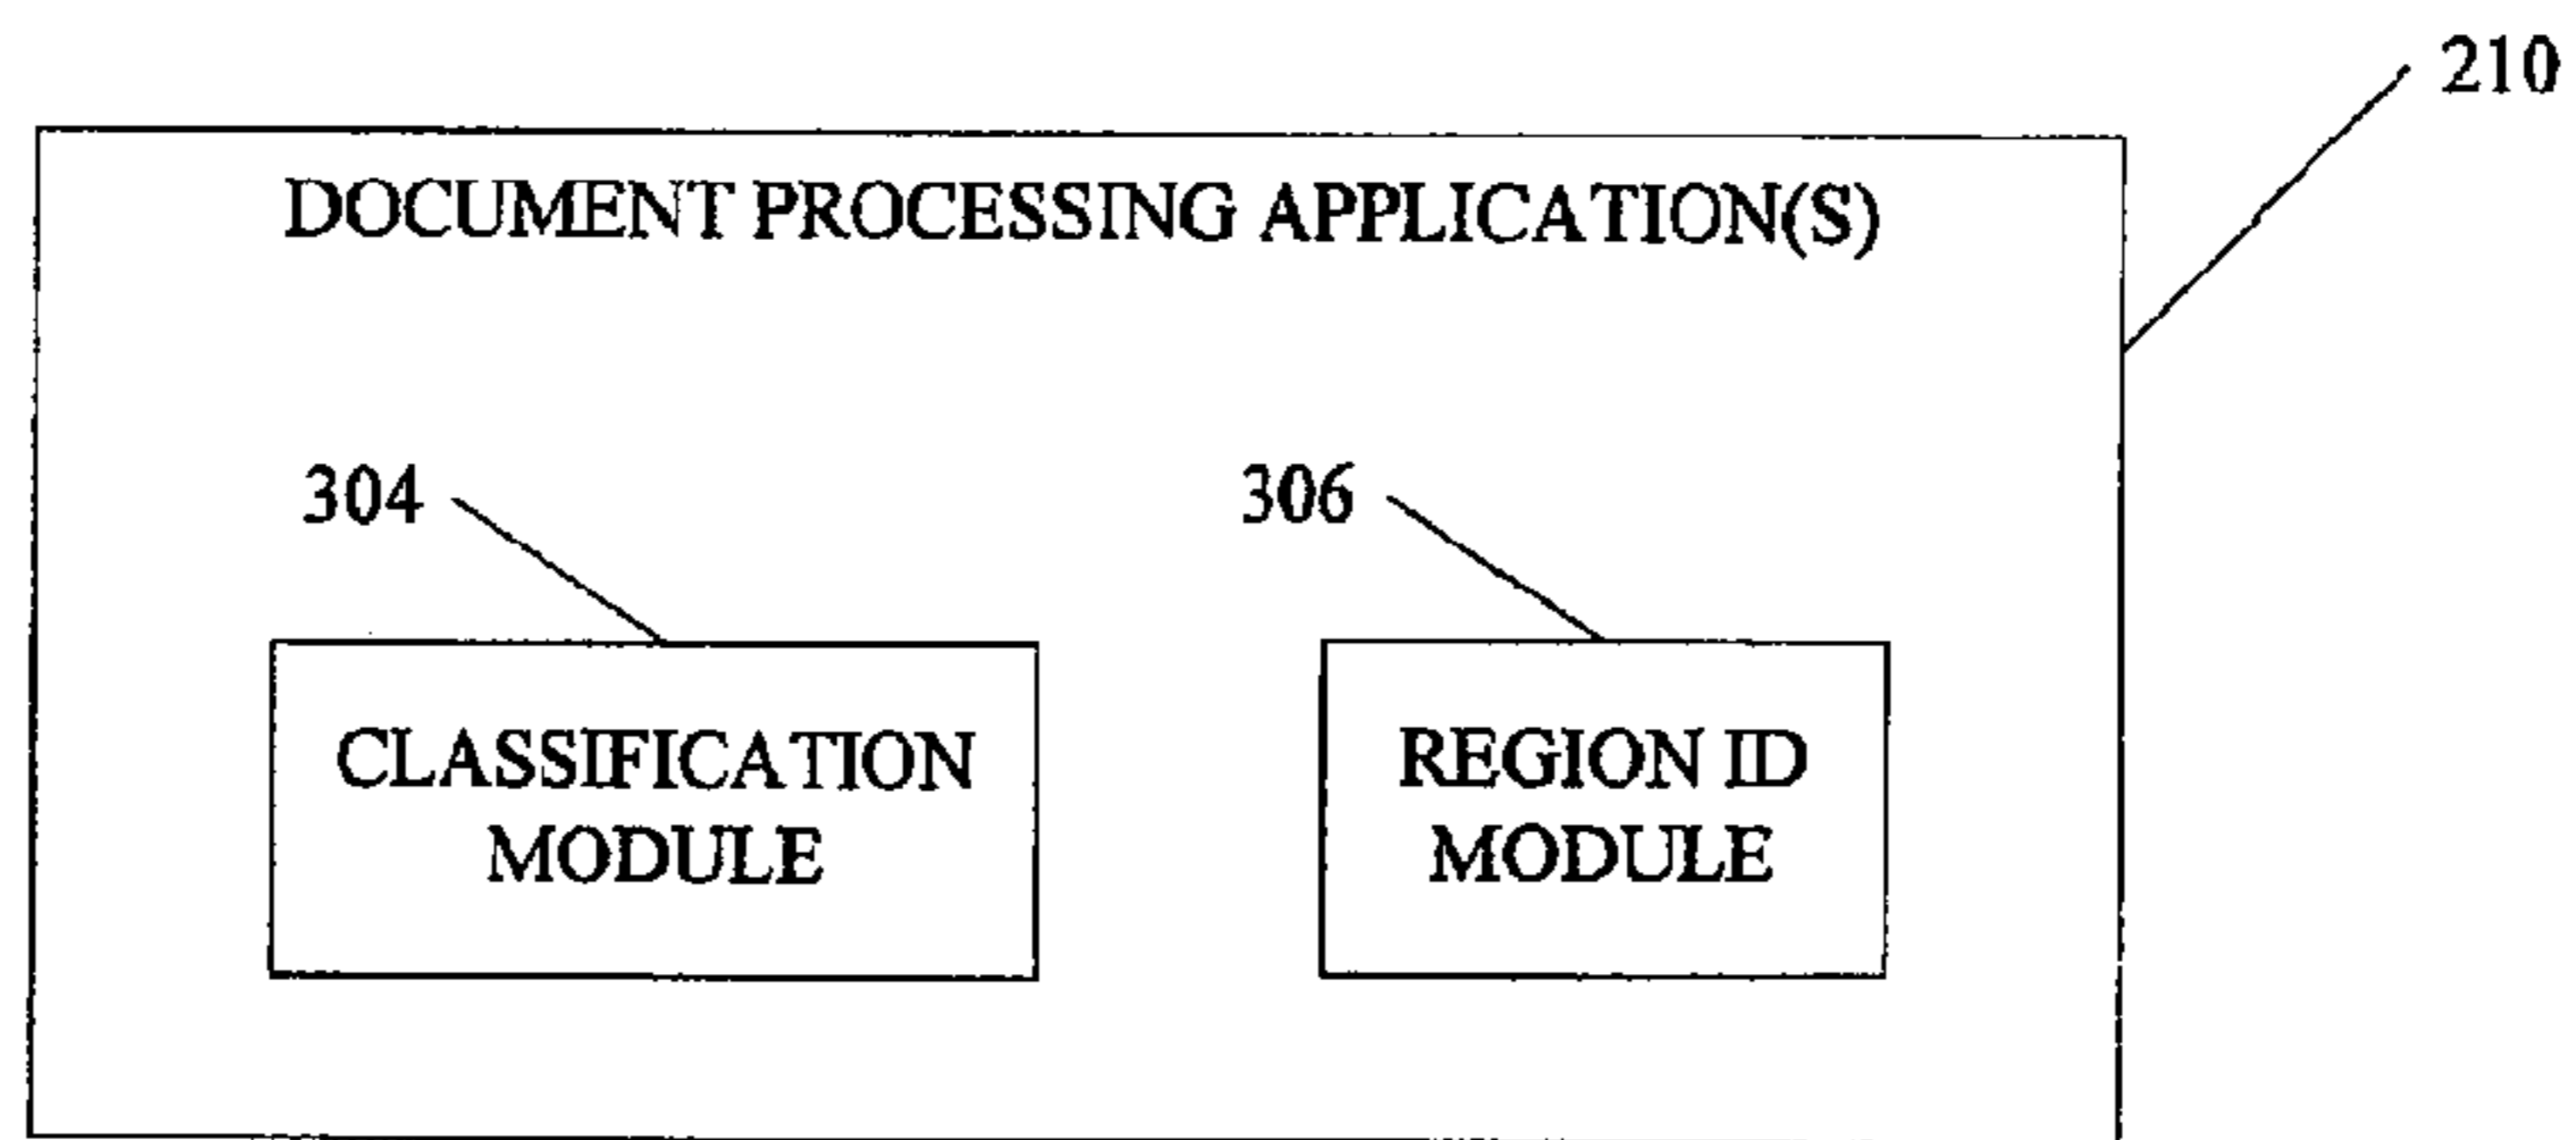 210
DOCUMENT PROCESSING APPLICATION(S)
304
306
CLASSIFICATION
MODULE
REGION ID
MODULE